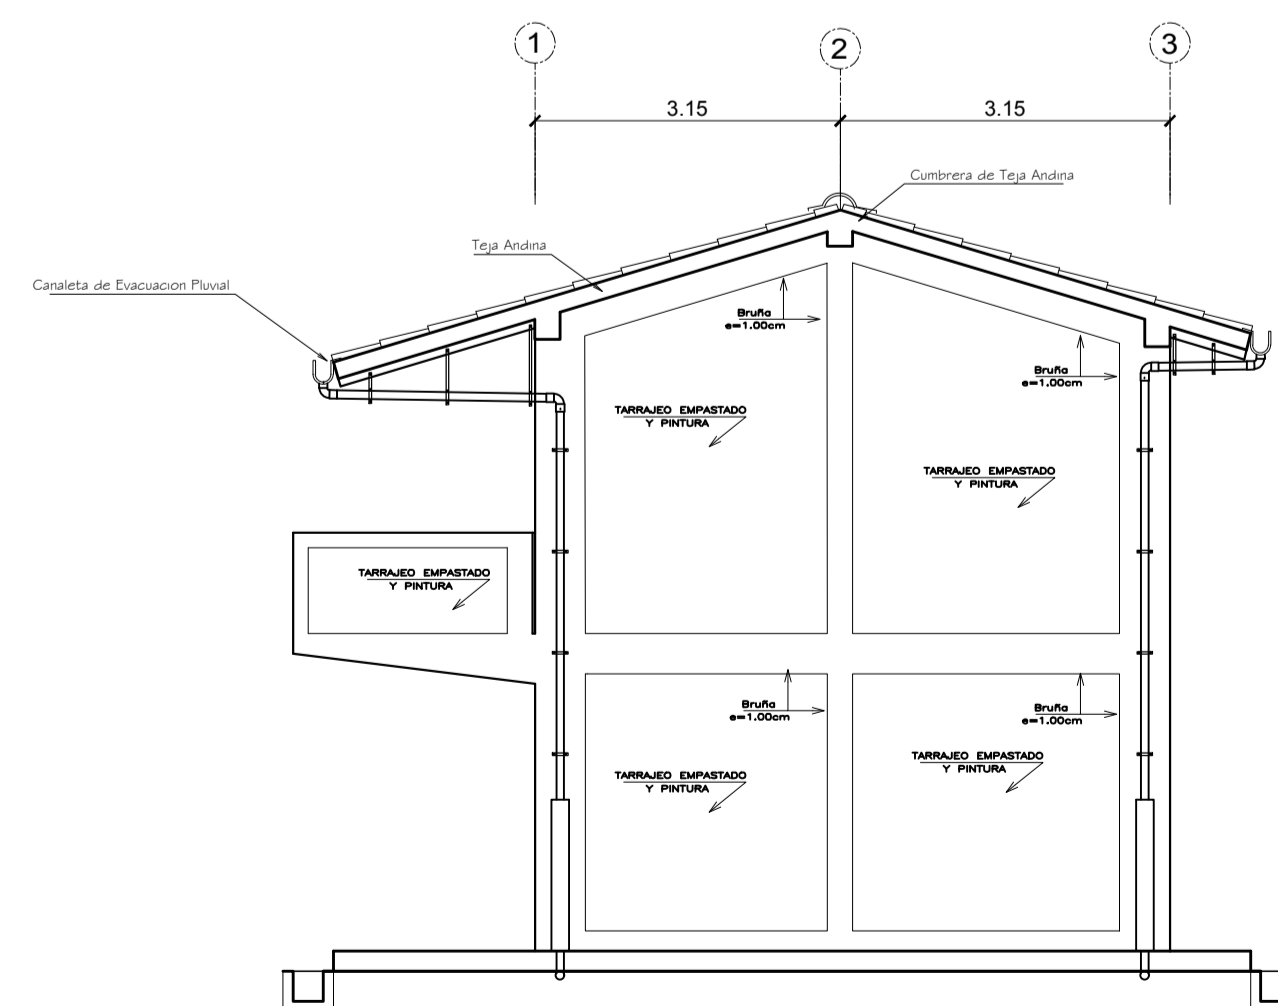 1
2
3
3.15
3.15
Cumbrera de Teja Andina
Teja Andina
Canaleta de Evacuacion Pluvial
Bruña
e=1.00cm
Bruña
e=1.00cm
TARRAJEO EMPASTADO
Y PINTURA
TARRAJEO EMPASTADO
Y PINTURA
TARRAJEO EMPASTADO
Y PINTURA
Bruña
e=1.00cm
Bruña
e=1.00cm
TARRAJEO EMPASTADO
Y PINTURA
TARRAJEO EMPASTADO
Y PINTURA